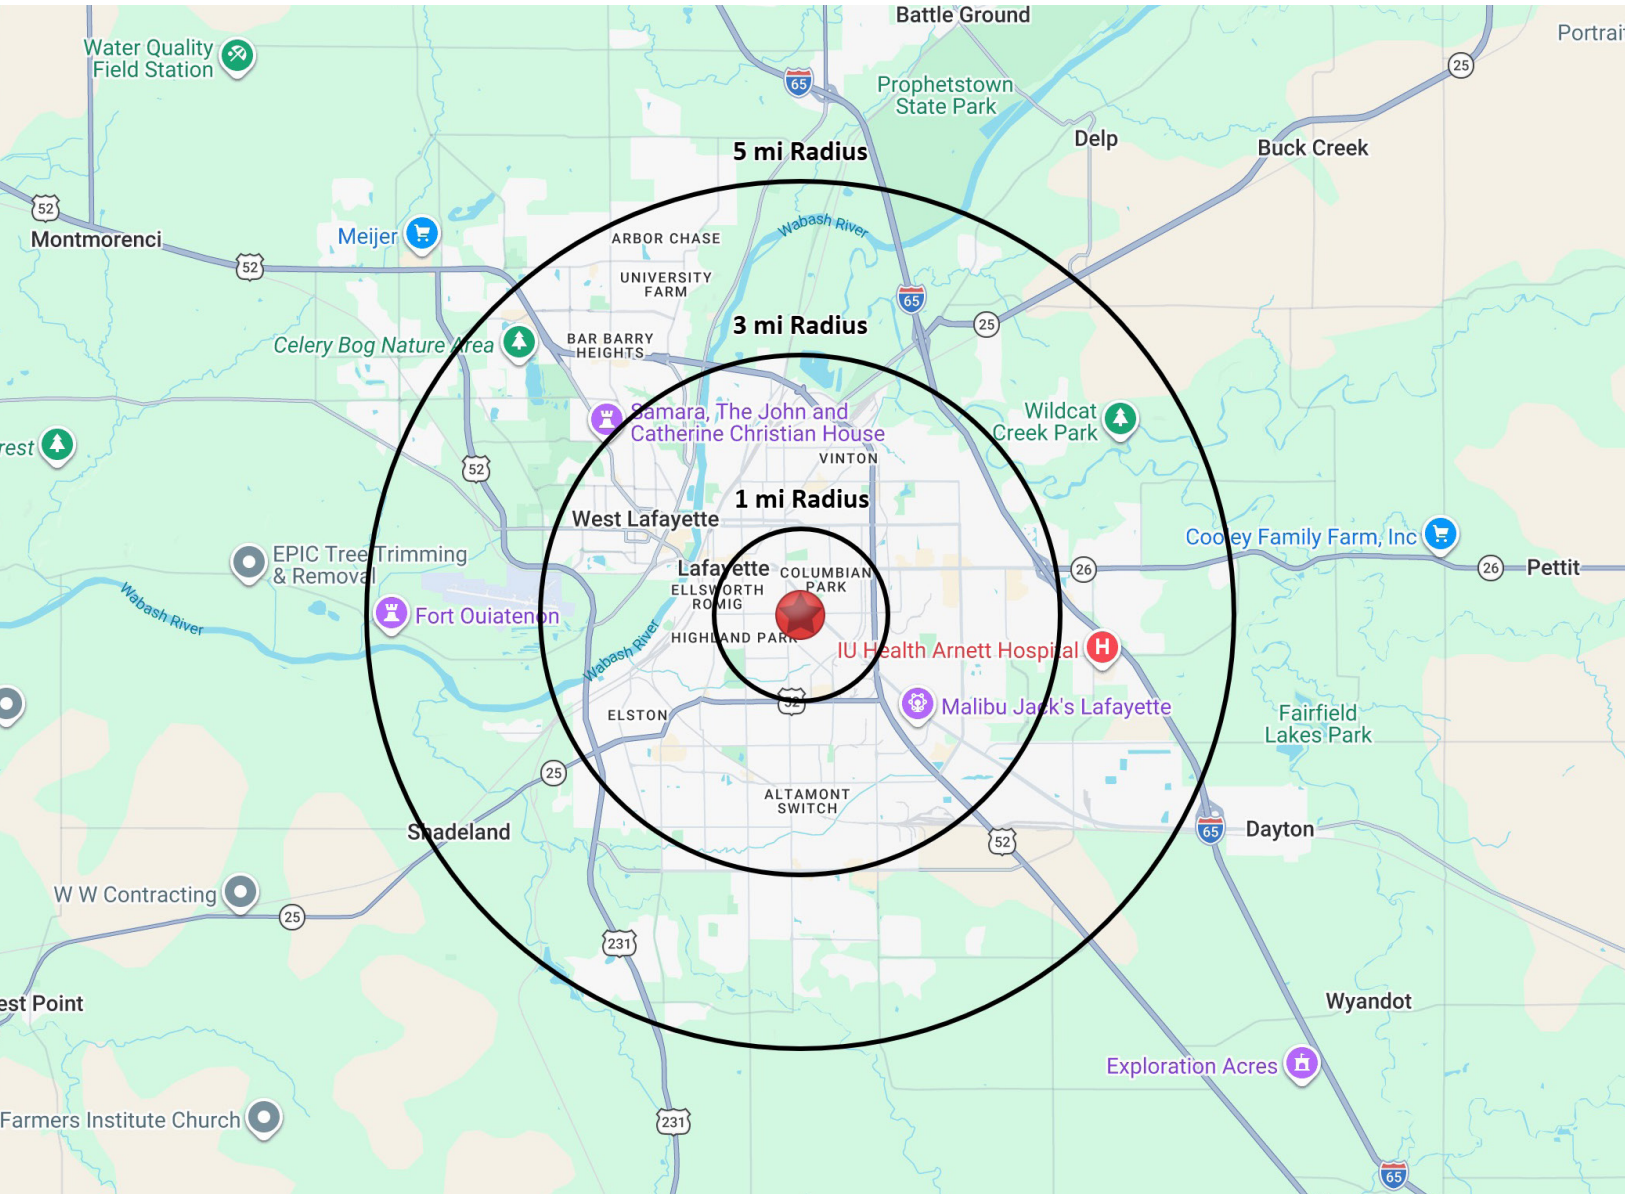 Battle Ground
Water Quality
Field Station
Portrai
25
65
Prophetstown
State Park
Delp
Buck Creek
5 mi Radius
52
Montmorenci
Meijer
Wabash River
ARBOR CHASE
52
UNIVERSITY
FARM
65
3 mi Radius
25
Celery Bog Nature Area
BAR BARRY
HEIGHTS
Samara, The John and
Catherine Christian House
Wildcat
Creek Park
rest
VINTON
52
1 mi Radius
West Lafayette
Cooley Family Farm, Inc
EPIC Tree Trimming
& Removal
Lafayette
COLUMBIAN
PARK
26
26
Pettit
ELLSWORTH
ROMIG
Wabash River
Fort Ouiatenon
HIGHLAND PARK
Wabash River
IU Health Arnett Hospital
H
52
Malibu Jack's Lafayette
ELSTON
Fairfield
Lakes Park
25
ALTAMONT
SWITCH
Shadeland
52
65
Dayton
W W Contracting
25
231
est Point
Wyandot
Exploration Acres
Farmers Institute Church
231
65